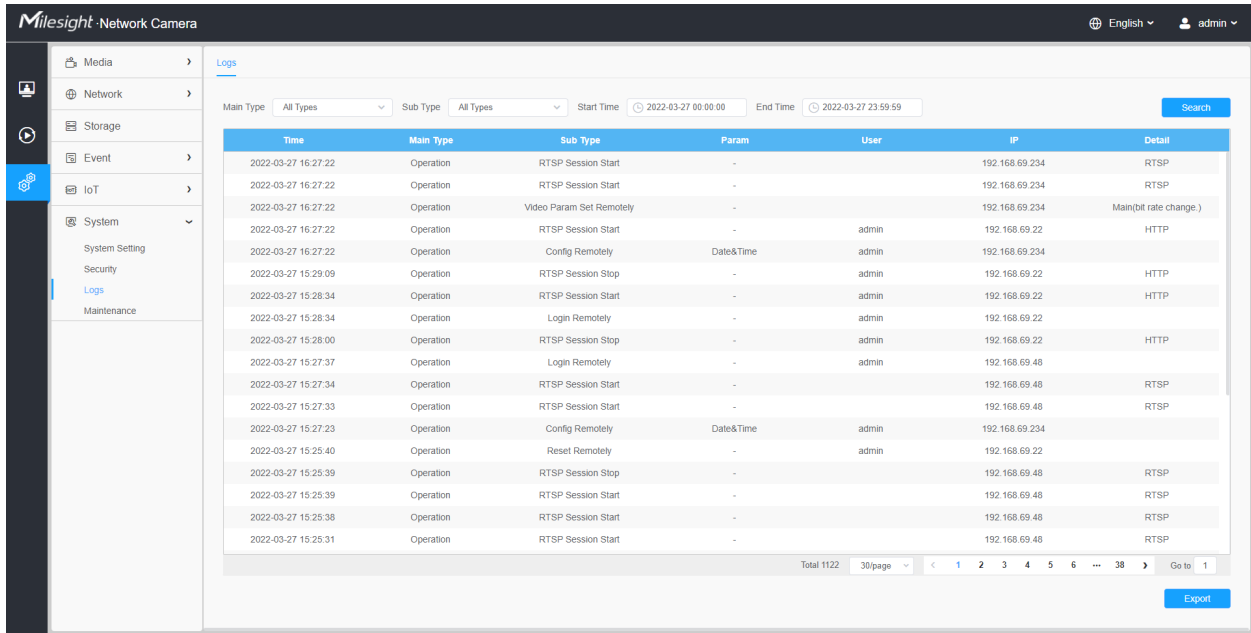 Milesight · Network Camera
English
admin
Media
Network
Storage
Event
IoT
System
System Setting
Security
Logs
Maintenance
Logs
Main Type All Types Sub Type All Types Start Time 2022-03-27 00:00:00 End Time 2022-03-27 23:59:59 Search
Time Main Type Sub Type Param User IP Detail
2022-03-27 16:27:22 Operation RTSP Session Start - 192.168.69.234 RTSP
2022-03-27 16:27:22 Operation RTSP Session Start - 192.168.69.234 RTSP
2022-03-27 16:27:22 Operation Video Param Set Remotely - 192.168.69.234 Main(bit rate change.)
2022-03-27 16:27:22 Operation RTSP Session Start - admin 192.168.69.22 HTTP
2022-03-27 16:27:22 Operation Config Remotely Date&Time admin 192.168.69.234
2022-03-27 15:29:09 Operation RTSP Session Stop - admin 192.168.69.22 HTTP
2022-03-27 15:28:34 Operation RTSP Session Start - admin 192.168.69.22 HTTP
2022-03-27 15:28:34 Operation Login Remotely - admin 192.168.69.22
2022-03-27 15:28:00 Operation RTSP Session Stop - admin 192.168.69.22 HTTP
2022-03-27 15:27:37 Operation Login Remotely - admin 192.168.69.48
2022-03-27 15:27:34 Operation RTSP Session Start - 192.168.69.48 RTSP
2022-03-27 15:27:33 Operation RTSP Session Start - 192.168.69.48 RTSP
2022-03-27 15:27:23 Operation Config Remotely Date&Time admin 192.168.69.234
2022-03-27 15:25:40 Operation Reset Remotely - admin 192.168.69.22
2022-03-27 15:25:39 Operation RTSP Session Stop - 192.168.69.48 RTSP
2022-03-27 15:25:39 Operation RTSP Session Start - 192.168.69.48 RTSP
2022-03-27 15:25:38 Operation RTSP Session Start - 192.168.69.48 RTSP
2022-03-27 15:25:31 Operation RTSP Session Start - 192.168.69.48 RTSP
Total 1122 30/page < 1 2 3 4 5 6 ··· 38 > Go to 1
Export